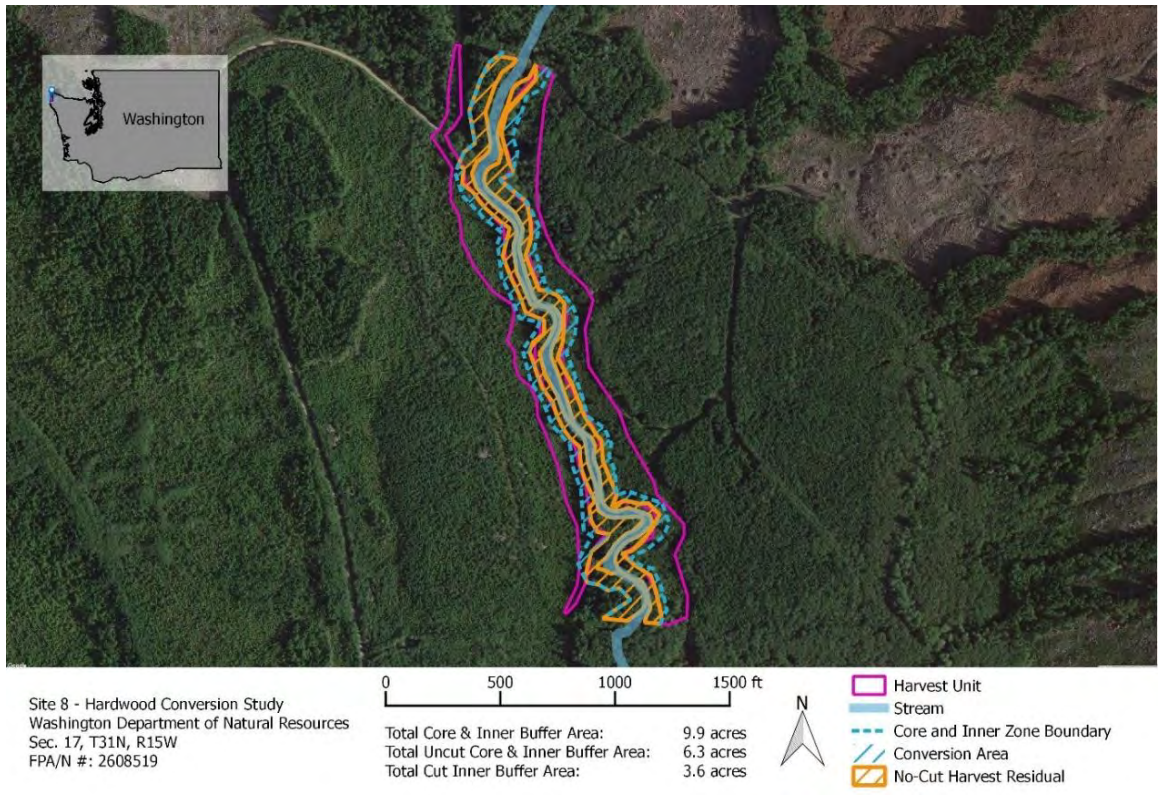 Washington
Google
Site 8 - Hardwood Conversion Study
Washington Department of Natural Resources
Sec. 17, T31N, R15W
FPA/N #: 2608519
0 500 1000 1500 ft
Total Core & Inner Buffer Area: 9.9 acres
Total Uncut Core & Inner Buffer Area: 6.3 acres
Total Cut Inner Buffer Area: 3.6 acres
N
Harvest Unit
Stream
Core and Inner Zone Boundary
Conversion Area
No-Cut Harvest Residual